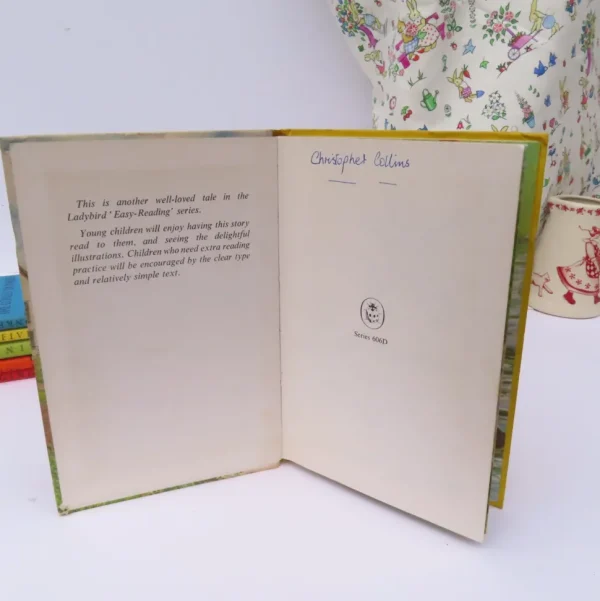 This is another well-loved tale in the
Ladybird ' Easy-Reading' series.
Young children will enjoy having this story
read to them, and seeing the delightful
illustrations. Children who need extra reading
practice will be encouraged by the clear type
and relatively simple text.
Christopher Collins
Series 606D
FIVE